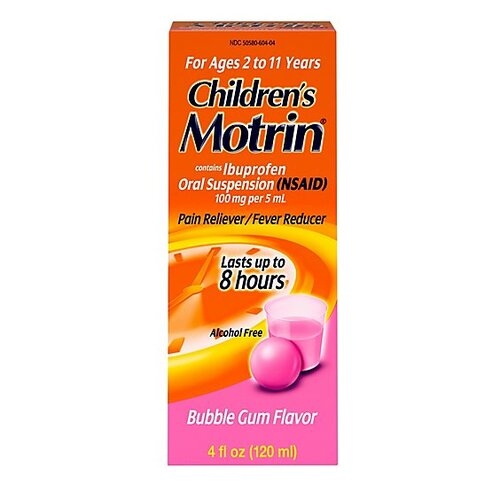 NDC 50580-604-04
For Ages 2 to 11 Years
Children's
Motrin®
contains Ibuprofen
Oral Suspension (NSAID)
100 mg per 5 mL
Pain Reliever/Fever Reducer
Lasts up to
8 hours
Alcohol Free
Bubble Gum Flavor
4 fl oz (120 ml)